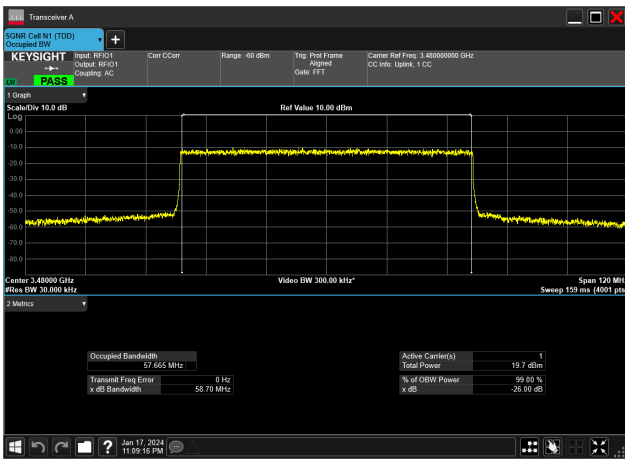 Transceiver A
5GNR Cell N1 (TDD)
Occupied BW
KEYSIGHT
PASS
Input: RFIO1
Output: RFIO1
Coupling: AC
Corr CCorr
Range: -60 dBm
Trig: Prot Frame
Aligned
Gate: FFT
Carrier Ref Freq: 3.480000000 GHz
CC Info: Uplink, 1 CC
1 Graph
Scale/Div 10.0 dB
Ref Value 10.00 dBm
Log
0.00
-10.0
-20.0
-30.0
-40.0
-50.0
-60.0
-70.0
-80.0
Center 3.48000 GHz
Video BW 300.00 kHz*
Span 120 MHz
#Res BW 30.000 kHz
Sweep 159 ms (4001 pts
2 Metrics
Occupied Bandwidth
57.665 MHz
Transmit Freq Error 0 Hz
x dB Bandwidth 58.70 MHz
Active Carrier(s) 1
Total Power 19.7 dBm
% of OBW Power 99.00 %
x dB -26.00 dB
Jan 17, 2024
11:09:16 PM